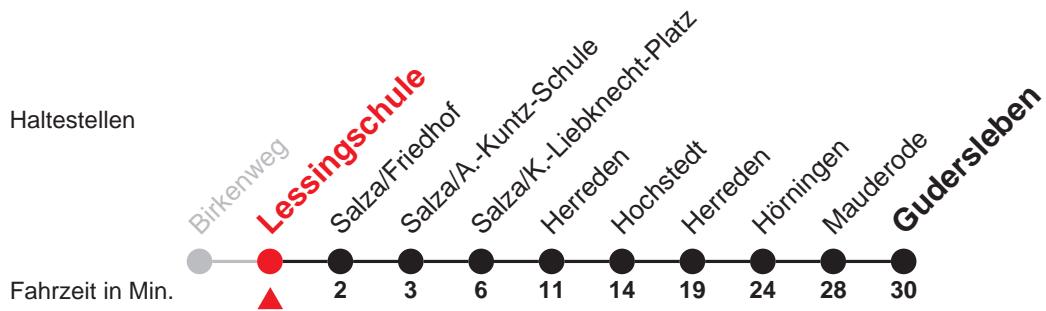 Haltestellen
Birkenweg
Lessingschule
Salza/Friedhof
Salza/A.-Kuntz-Schule
Salza/K.-Liebknecht-Platz
Herreden
Hochstedt
Herreden
Hörningen
Mauderode
Gudersleben
Fahrzeit in Min. 2 3 6 11 14 19 24 28 30